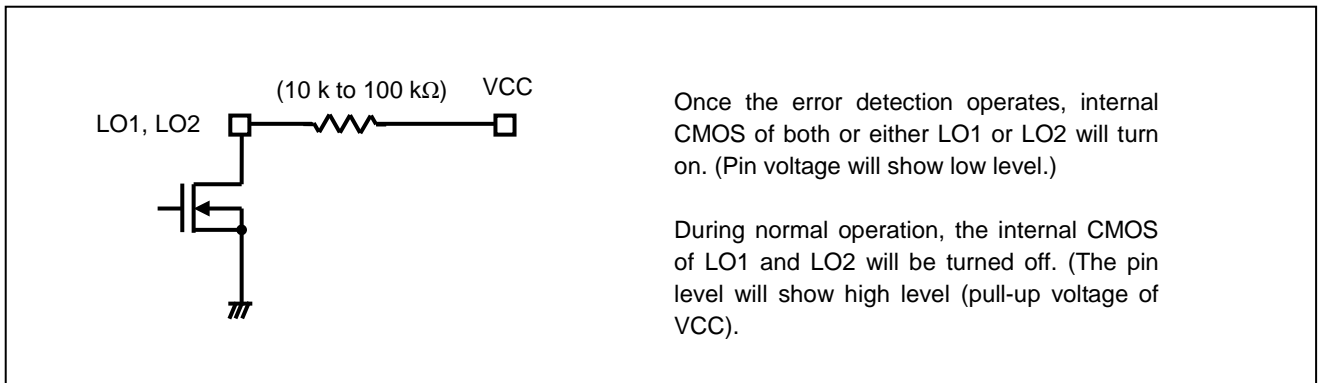 (10 k to 100 kΩ) VCC
LO1, LO2
Once the error detection operates, internal
CMOS of both or either LO1 or LO2 will turn
on. (Pin voltage will show low level.)
During normal operation, the internal CMOS
of LO1 and LO2 will be turned off. (The pin
level will show high level (pull-up voltage of
VCC).